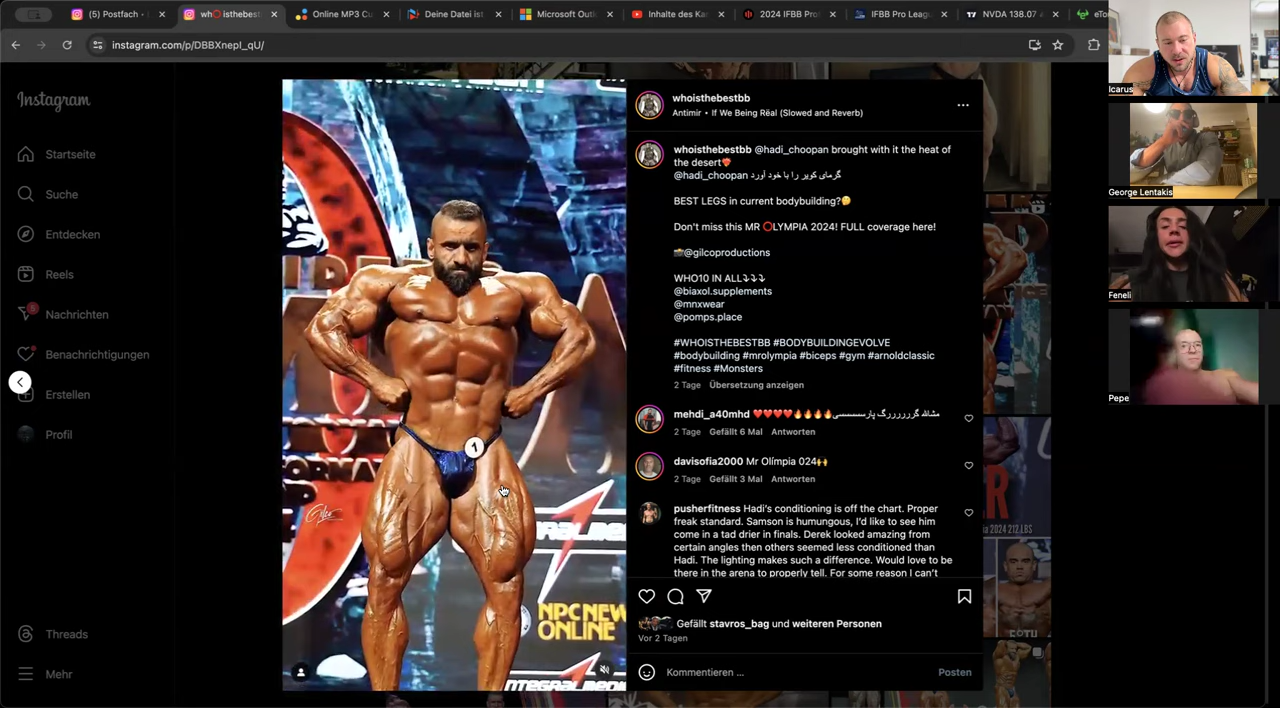 Postfach
wh⭕isthebest
Online MP3 Cu
Deine Datei ist
Microsoft Outl
Inhalte des Ka
2024 IFBB Prof
IFBB Pro Leag
NVDA 138.07
eTo
instagram.com/p/DBBXnepI_qU/
Instagram
Startseite
Suche
Entdecken
Reels
5
Nachrichten
Benachrichtigungen
Erstellen
Profil
Threads
Mehr
1
NPC NEW
ONLINE
whoisthebestbb
Antimir • If We Being Rëal (Slowed and Reverb)
whoisthebestbb @hadi_choopan brought with it the heat of
the desert❤️‍🔥
@hadi_choopan گرمای کویر را با خود آورد
BEST LEGS in current bodybuilding?🤔
Don't miss this MR ⭕LYMPIA 2024! FULL coverage here!
📸@gilcoproductions
WHO10 IN ALL⤵⤵⤵
@biaxol.supplements
@mnxwear
@pomps.place
#WHOISTHEBESTBB #BODYBUILDINGEVOLVE
#bodybuilding #mrolympia #biceps #gym #arnoldclassic
#fitness #Monsters
2 Tage Übersetzung anzeigen
2 Tage Gefällt 6 Mal Antworten
davisofia2000 Mr Olímpia 024🙌
2 Tage Gefällt 3 Mal Antworten
pusherfitness Hadi's conditioning is off the chart. Proper
freak standard. Samson is humungous, I'd like to see him
come in a tad drier in finals. Derek looked amazing from
certain angles then others seemed less conditioned than
Hadi. The lighting makes such a difference. Would love to be
there in the arena to properly tell. For some reason I can't
Gefällt stavros_bag und weiteren Personen
Vor 2 Tagen
Kommentieren ...
Posten
a 2024 212.LBS
Icarus
George Lentakis
Feneli
Pepe